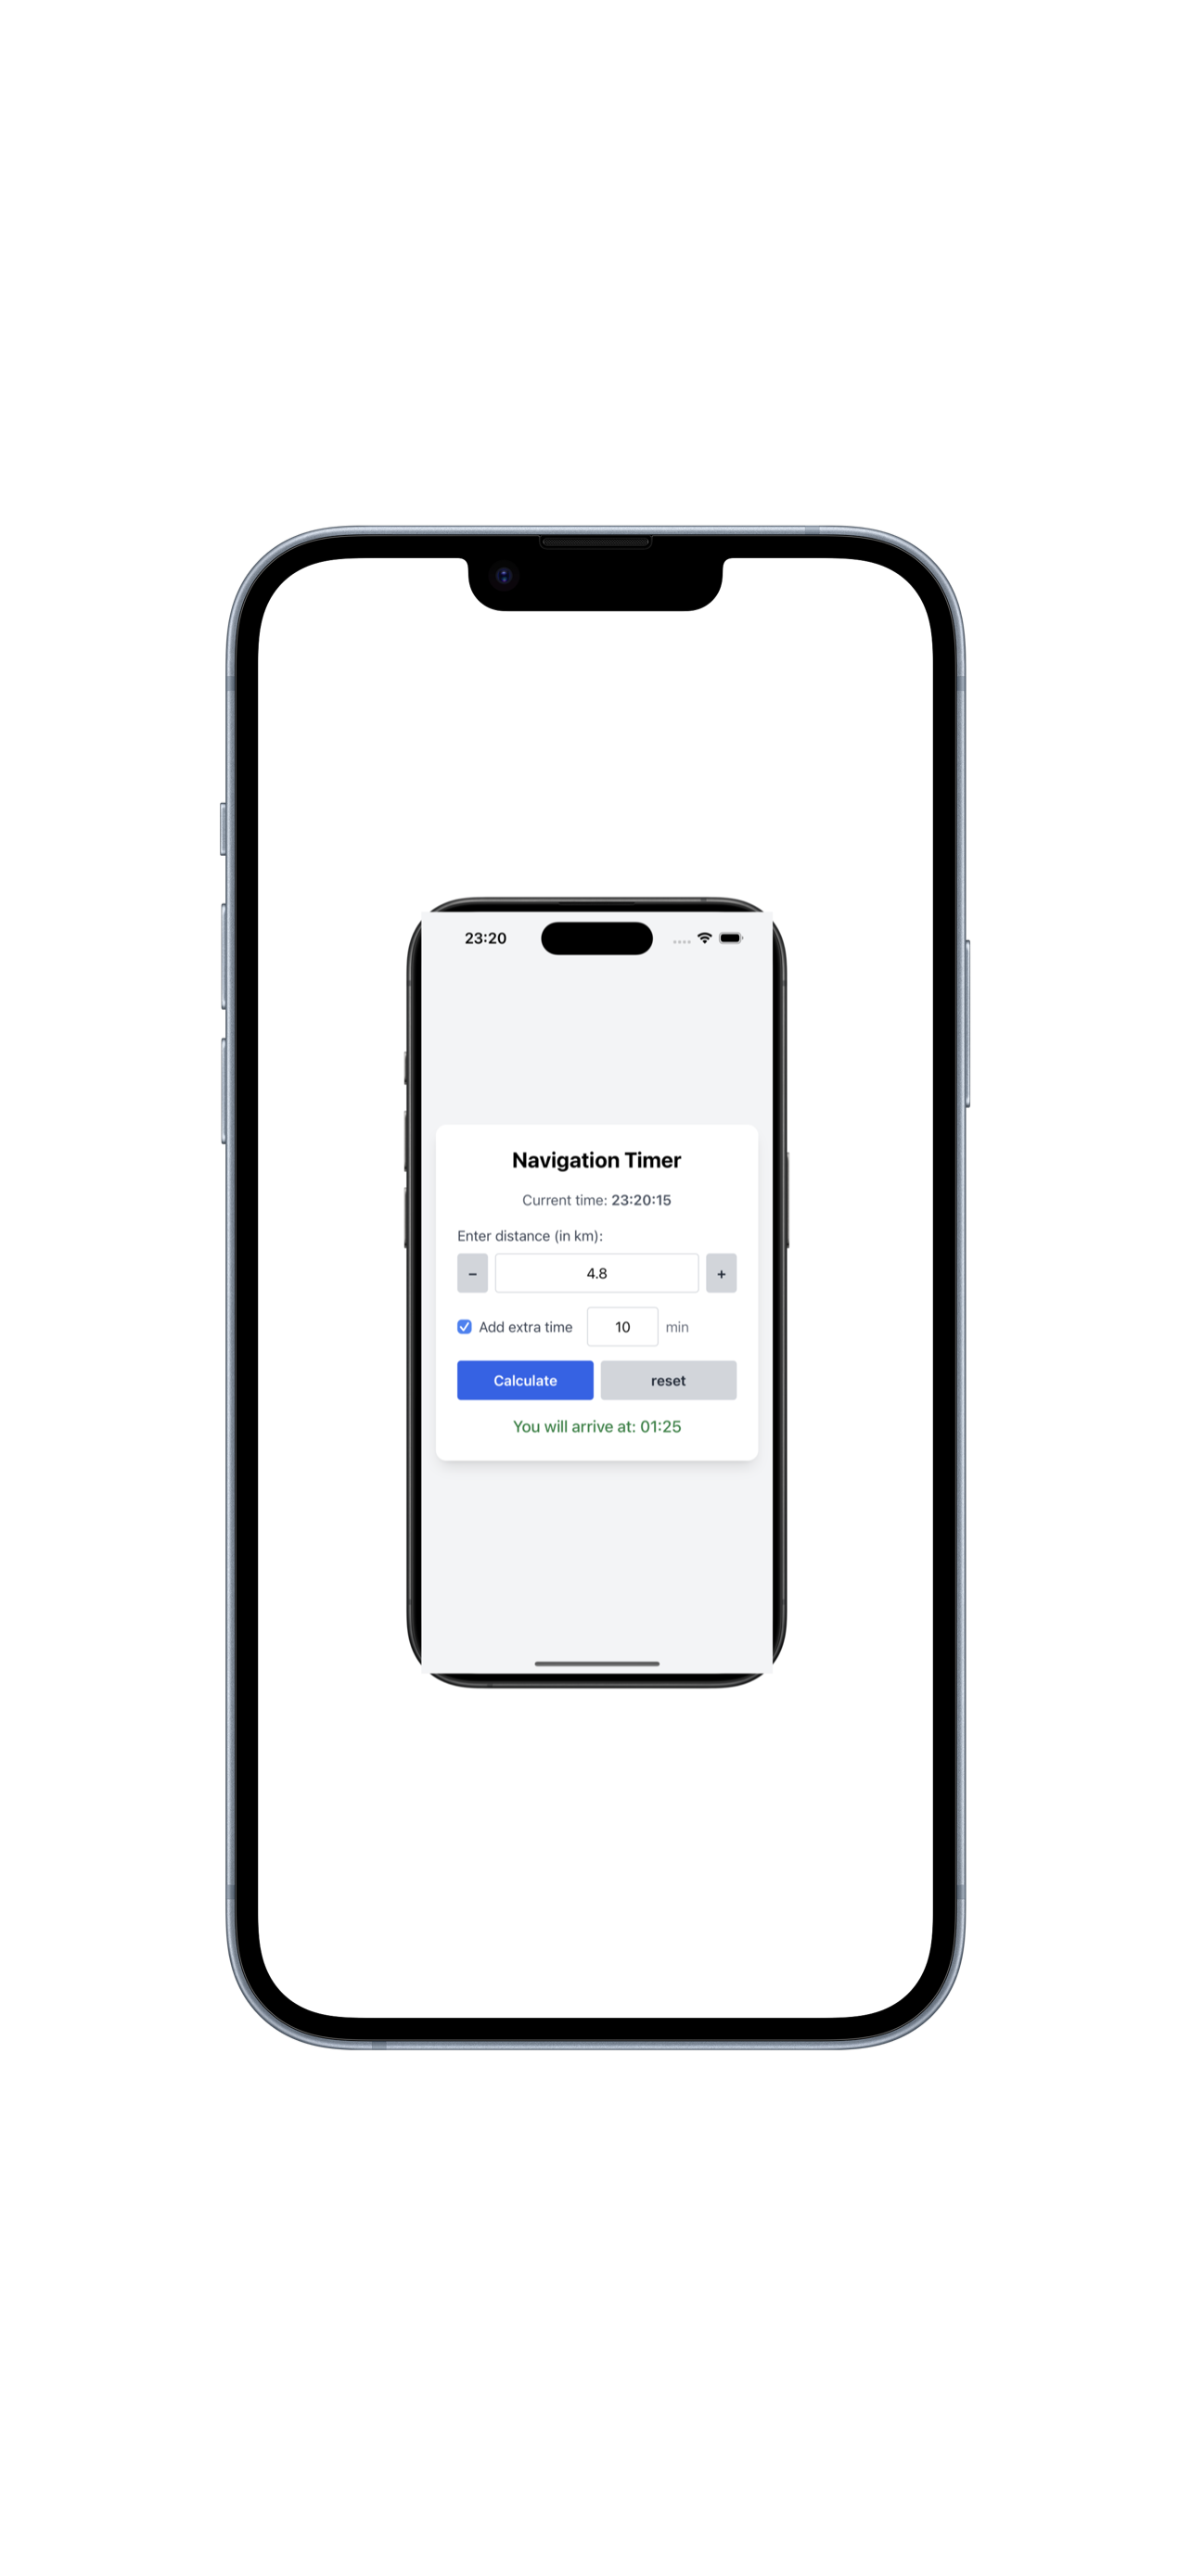 23:20
Navigation Timer
Current time: 23:20:15
Enter distance (in km):
− 4.8 +
Add extra time 10 min
Calculate reset
You will arrive at: 01:25